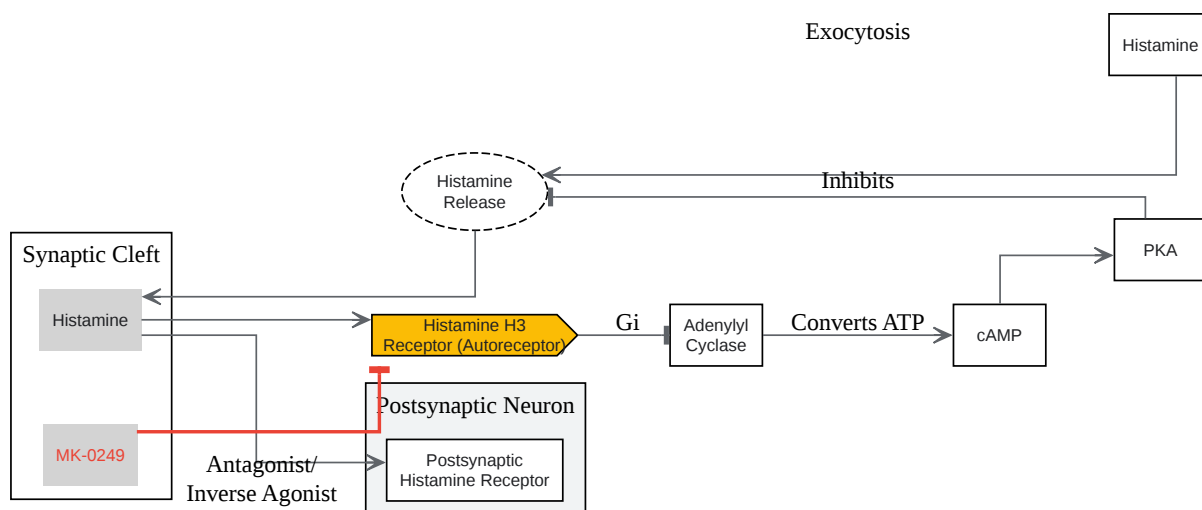 Exocytosis
Histamine
Histamine
Release
Inhibits
Synaptic Cleft
PKA
Histamine
Histamine H3
Receptor (Autoreceptor)
Gi
Adenylyl
Cyclase
Converts ATP
cAMP
Postsynaptic Neuron
MK-0249
Antagonist/
Inverse Agonist
Postsynaptic
Histamine Receptor